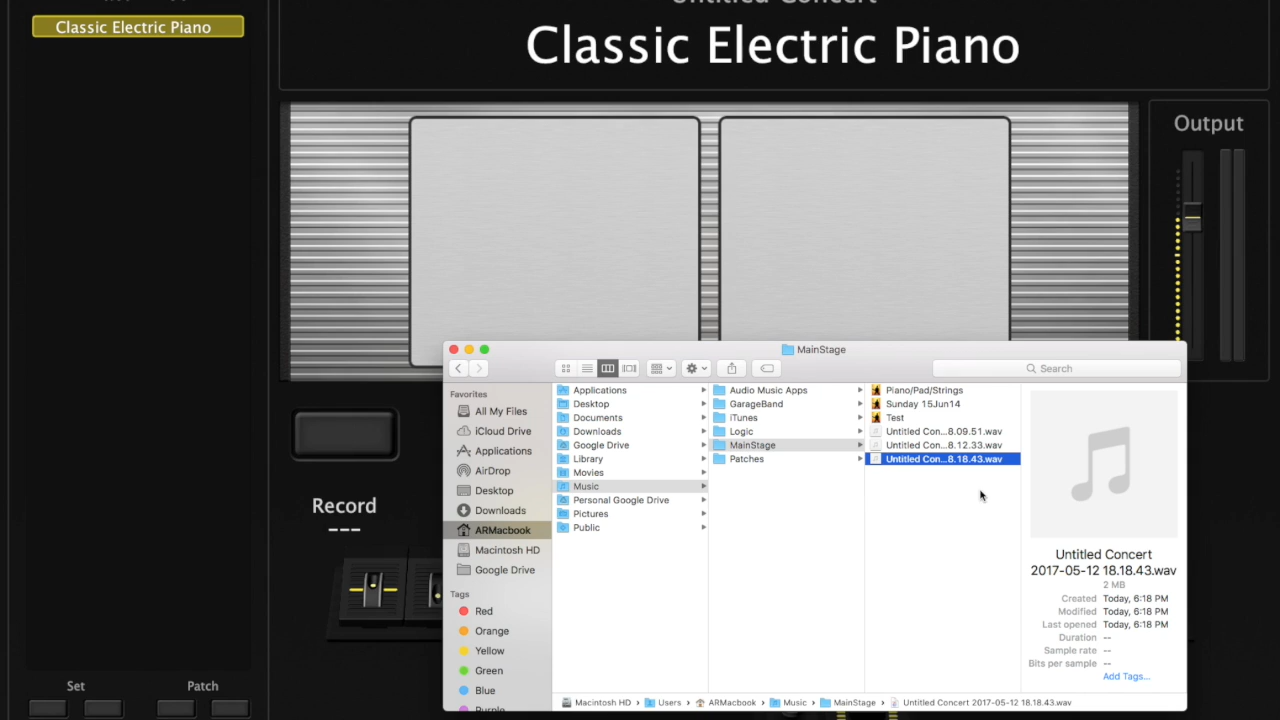 Untitled Concert
Classic Electric Piano
Classic Electric Piano
Output
Record
---
Set
Patch
MainStage
Search
Favorites
All My Files
iCloud Drive
Applications
AirDrop
Desktop
Downloads
ARMacbook
Macintosh HD
Google Drive
Tags
Red
Orange
Yellow
Green
Blue
Purple
Applications
Desktop
Documents
Downloads
Google Drive
Library
Movies
Music
Personal Google Drive
Pictures
Public
Audio Music Apps
GarageBand
iTunes
Logic
MainStage
Patches
Piano/Pad/Strings
Sunday 15Jun14
Test
Untitled Con...8.09.51.wav
Untitled Con...8.12.33.wav
Untitled Con...8.18.43.wav
Untitled Concert
2017-05-12 18.18.43.wav
2 MB
Created Today, 6:18 PM
Modified Today, 6:18 PM
Last opened Today, 6:18 PM
Duration --
Sample rate --
Bits per sample --
Add Tags...
Macintosh HD › Users › ARMacbook › Music › MainStage › Untitled Concert 2017-05-12 18.18.43.wav